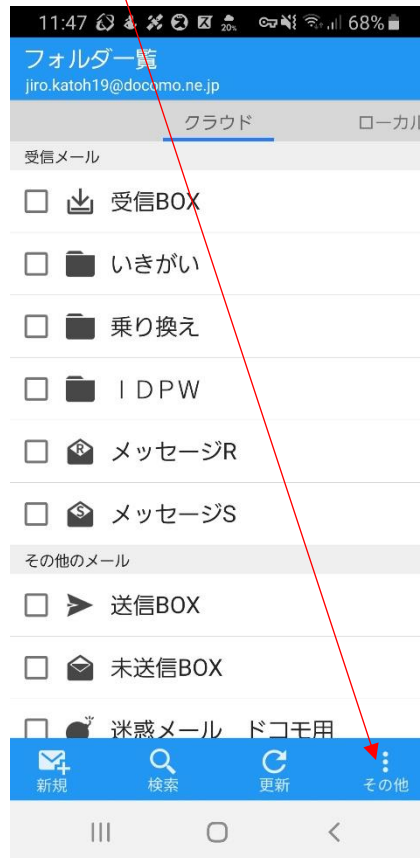 11:47 20% 68%
フォルダ一覧
jiro.katoh19@docomo.ne.jp
クラウド ローカル
受信メール
受信BOX
いきがい
乗り換え
ＩＤＰＷ
R メッセージR
S メッセージS
その他のメール
送信BOX
未送信BOX
迷惑メール　ドコモ用
新規 検索 更新 その他